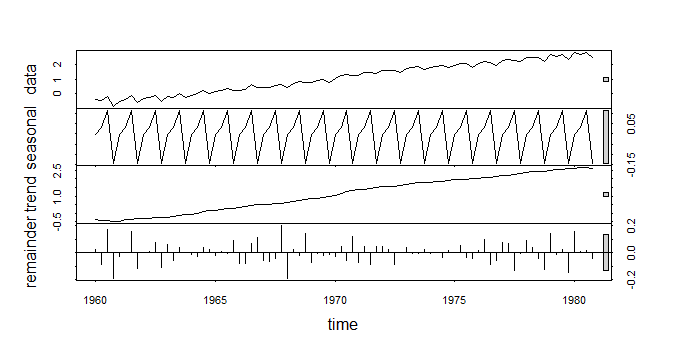 data
0 1 2
seasonal
-0.15 0.05
trend
-0.5 1.0 2.5
remainder
-0.2 0.0 0.2
1960 1965 1970 1975 1980
time